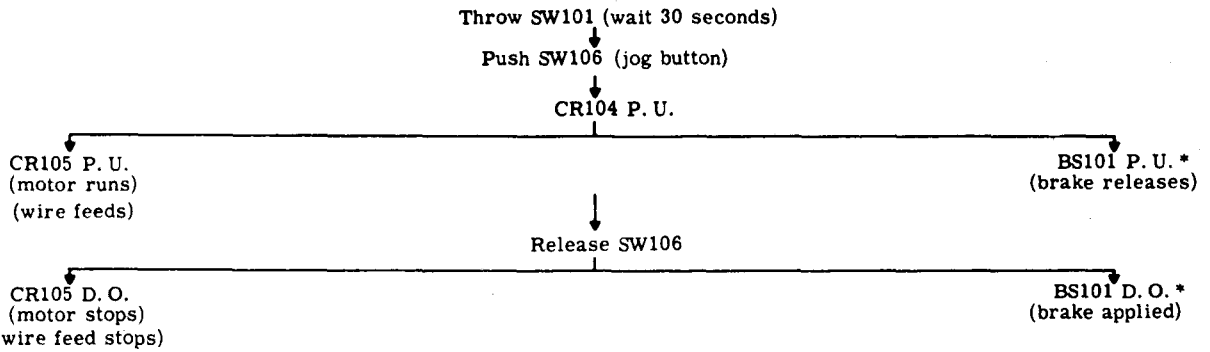 Throw SW101 (wait 30 seconds)
Push SW106 (jog button)
CR104 P. U.
CR105 P. U.
(motor runs)
(wire feeds)
BS101 P. U. *
(brake releases)
Release SW106
CR105 D. O.
(motor stops)
wire feed stops)
BS101 D. O. *
(brake applied)